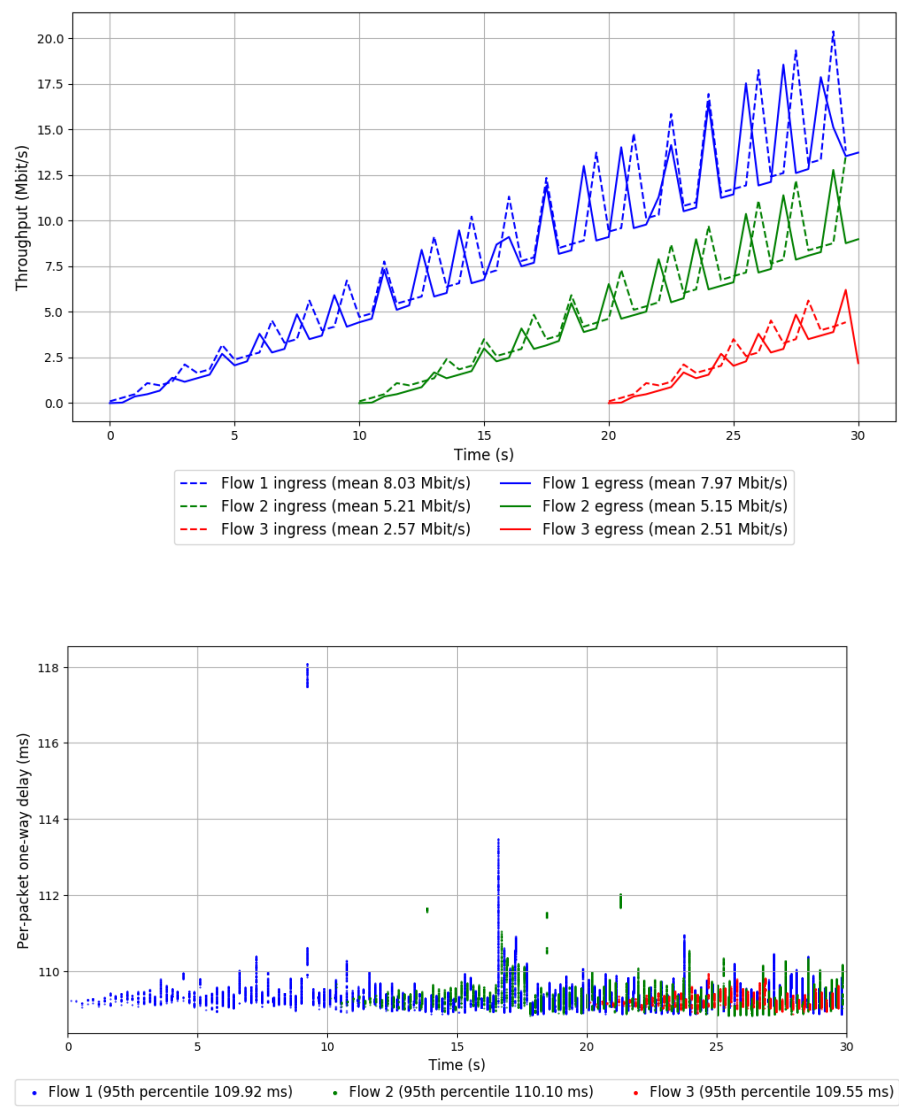 20.0
17.5
15.0
12.5
10.0
7.5
5.0
2.5
0.0
Throughput (Mbit/s)
0 5 10 15 20 25 30
Time (s)
Flow 1 ingress (mean 8.03 Mbit/s) Flow 1 egress (mean 7.97 Mbit/s)
Flow 2 ingress (mean 5.21 Mbit/s) Flow 2 egress (mean 5.15 Mbit/s)
Flow 3 ingress (mean 2.57 Mbit/s) Flow 3 egress (mean 2.51 Mbit/s)
118
116
114
112
110
Per-packet one-way delay (ms)
0 5 10 15 20 25 30
Time (s)
Flow 1 (95th percentile 109.92 ms) Flow 2 (95th percentile 110.10 ms) Flow 3 (95th percentile 109.55 ms)